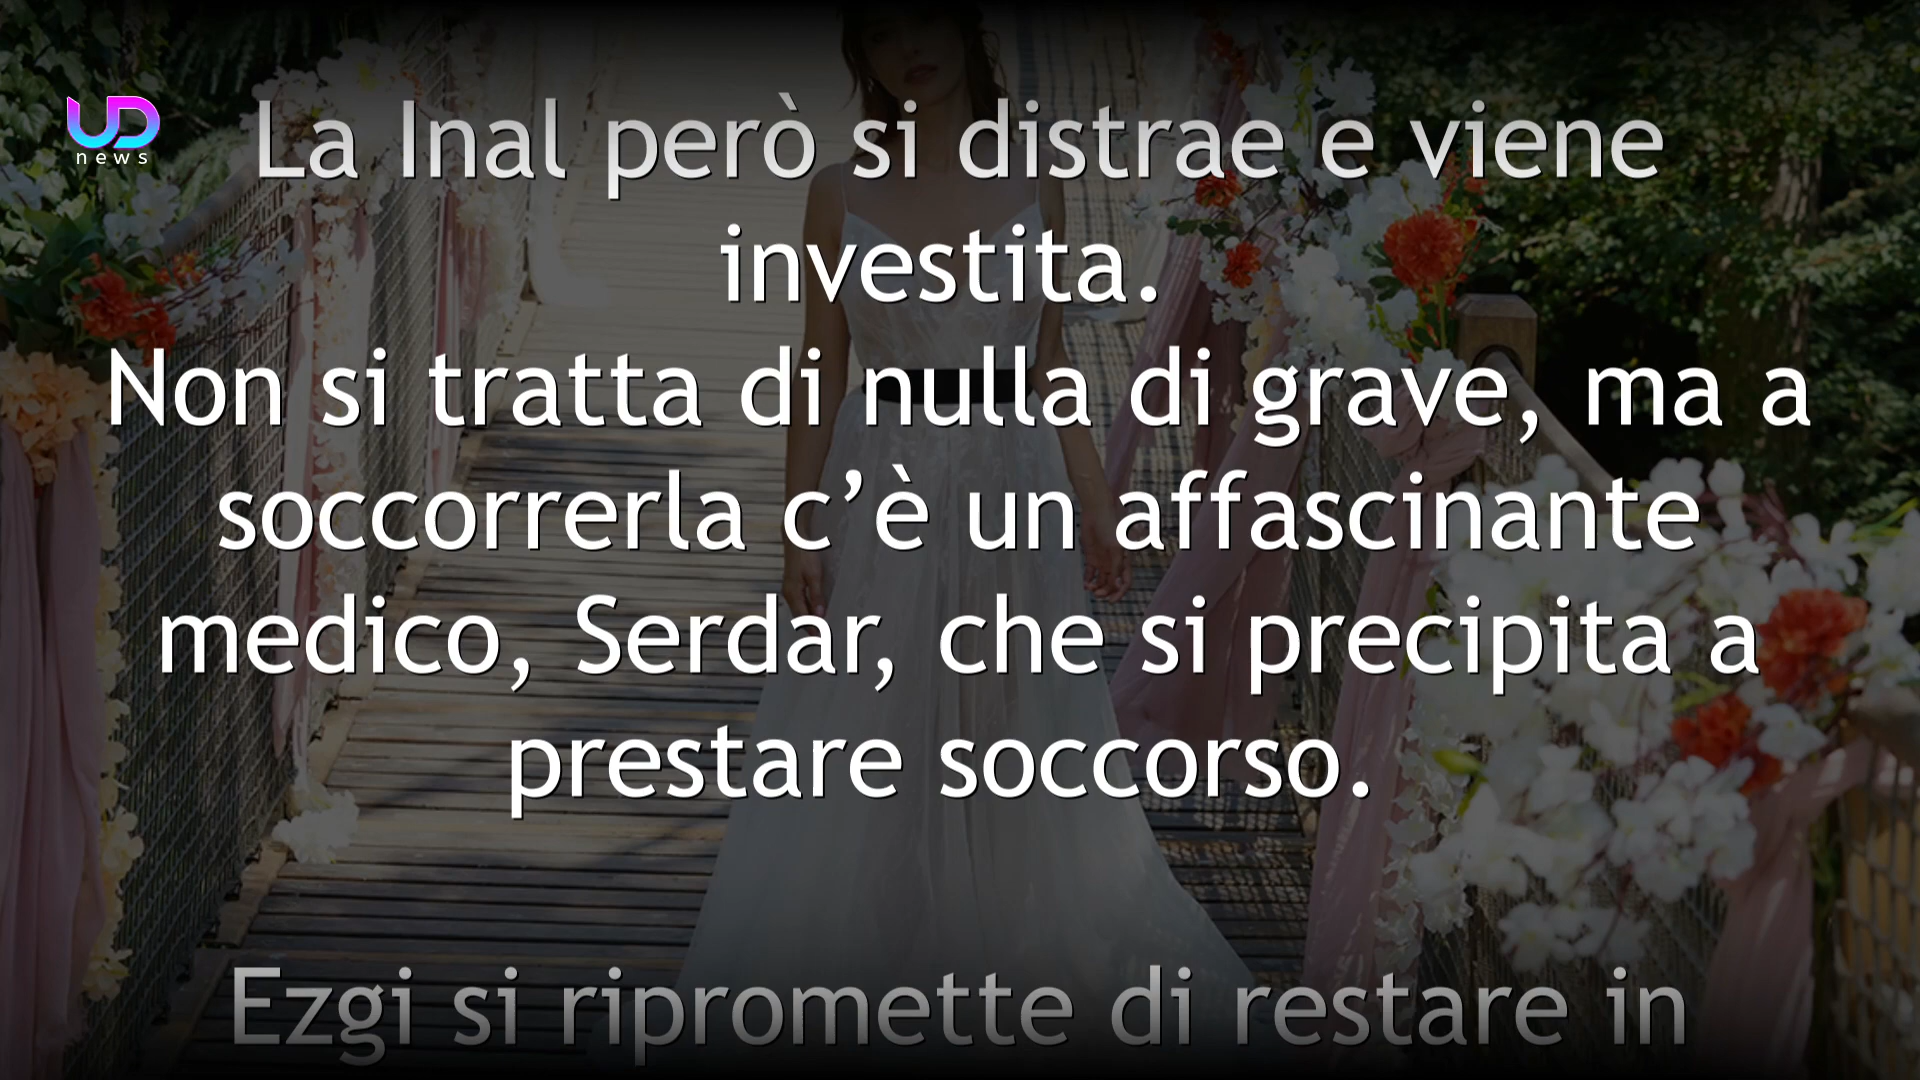 UD
news
La Inal però si distrae e viene
investita.
Non si tratta di nulla di grave, ma a
soccorrerla c’è un affascinante
medico, Serdar, che si precipita a
prestare soccorso.
Ezgi si ripromette di restare in